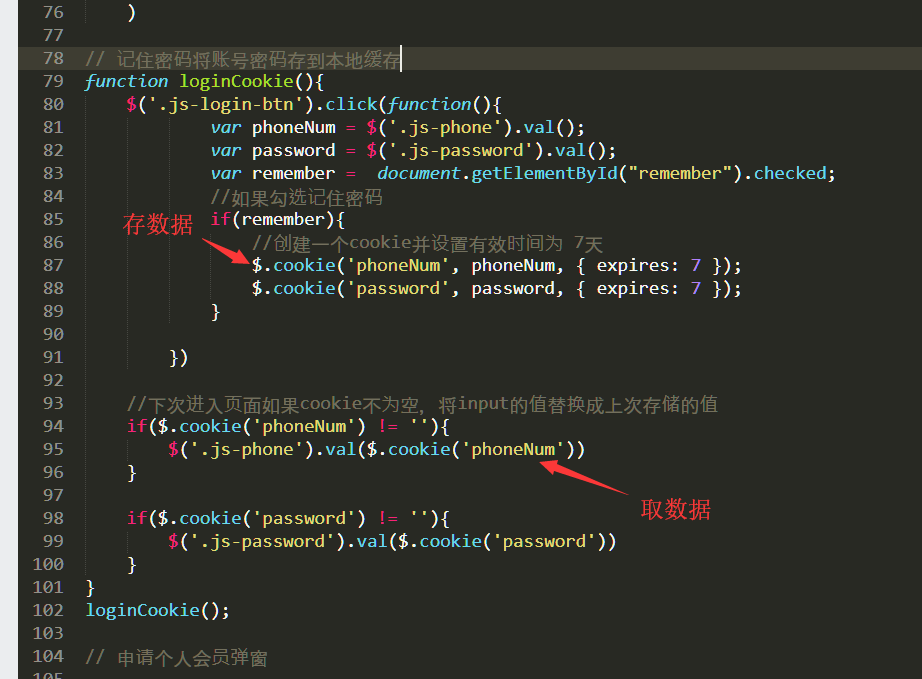 76 )
77
78 // 记住密码将账号密码存到本地缓存
79 function loginCookie(){
80 $('.js-login-btn').click(function(){
81 var phoneNum = $('.js-phone').val();
82 var password = $('.js-password').val();
83 var remember = document.getElementById("remember").checked;
84 //如果勾选记住密码
85 if(remember){
存数据
86 //创建一个cookie并设置有效时间为 7天
87 $.cookie('phoneNum', phoneNum, { expires: 7 });
88 $.cookie('password', password, { expires: 7 });
89 }
90
91 })
92
93 //下次进入页面如果cookie不为空, 将input的值替换成上次存储的值
94 if($.cookie('phoneNum') != ''){
95 $('.js-phone').val($.cookie('phoneNum'))
96 }
97
取数据
98 if($.cookie('password') != ''){
99 $('.js-password').val($.cookie('password'))
100 }
101 }
102 loginCookie();
103
104 // 申请个人会员弹窗
105